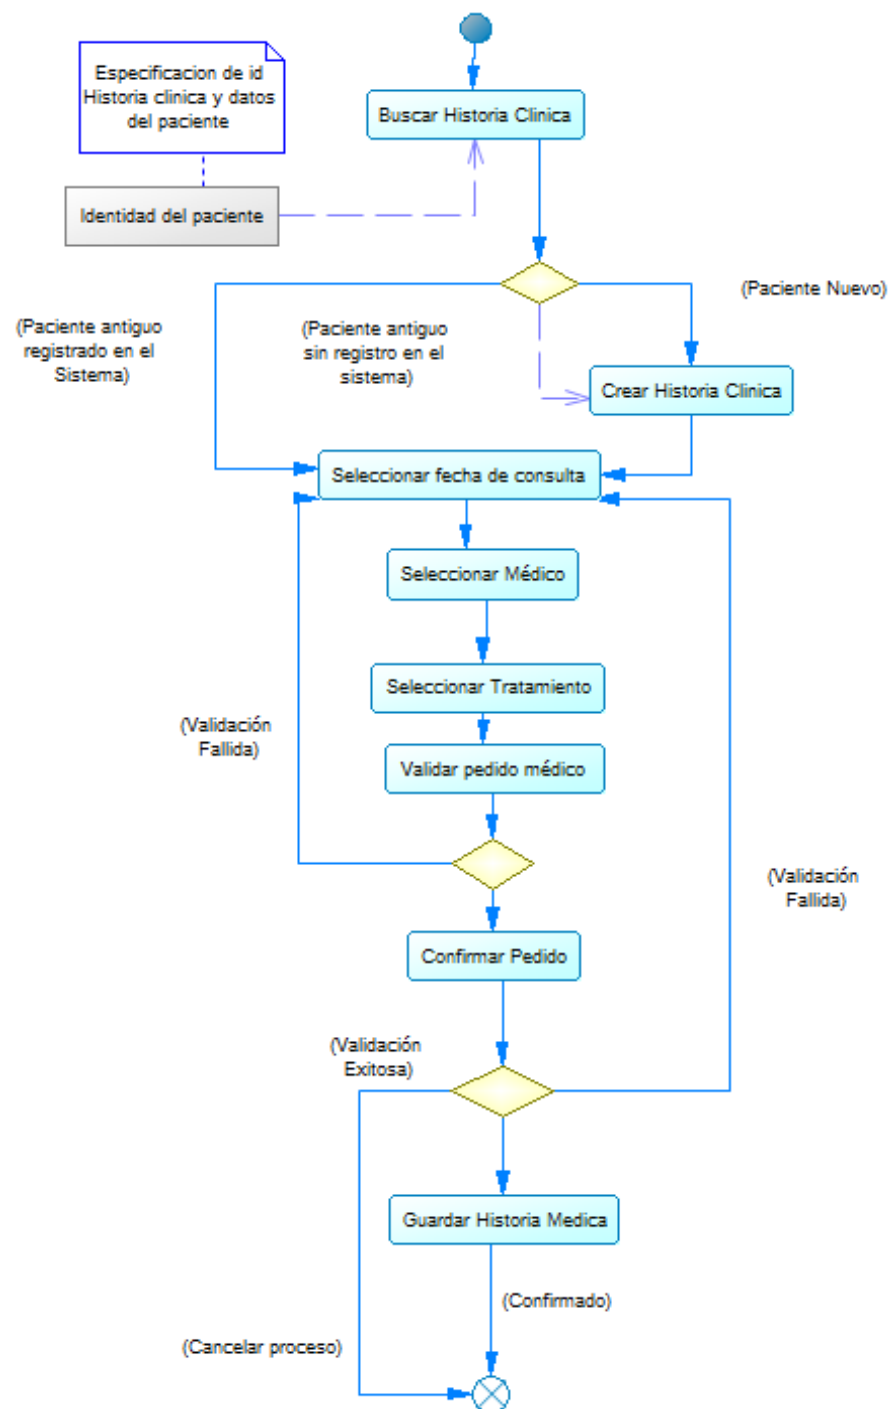 Especificacion de id
Historia clinica y datos
del paciente
Buscar Historia Clinica
Identidad del paciente
(Paciente Nuevo)
(Paciente antiguo
registrado en el
Sistema)
(Paciente antiguo
sin registro en el
sistema)
Crear Historia Clinica
Seleccionar fecha de consulta
Seleccionar Médico
Seleccionar Tratamiento
(Validación
Fallida)
Validar pedido médico
(Validación
Fallida)
Confirmar Pedido
(Validación
Exitosa)
Guardar Historia Medica
(Confirmado)
(Cancelar proceso)